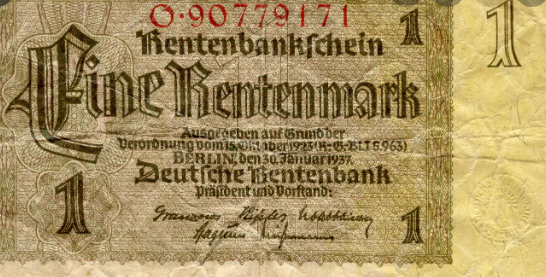 O·90779171
Rentenbankschein 1 1
Eine Rentenmark
Ausgegeben auf Grund der
Verordnung vom 15. Oktober 1923 (R·G·Bl I S.963)
BERLIN, den 30. Januar 1937.
Deutsche Rentenbank
Präsident und Vorstand:
1 1